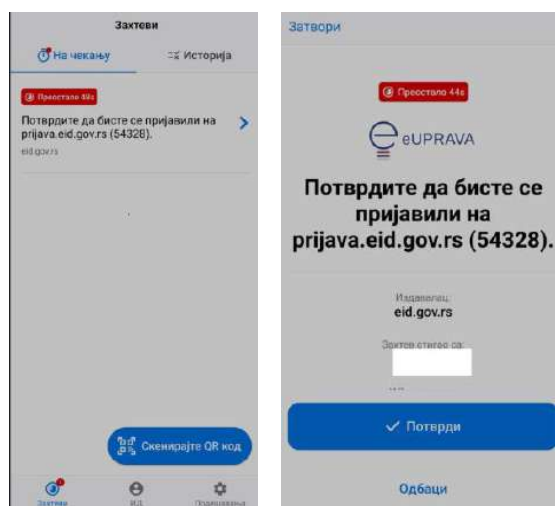 Захтеви
На чекању
Историја
Преостало 48s
Потврдите да бисте се пријавили на
prijava.eid.gov.rs (54328).
eid.gov.rs
Скенирајте QR код
Захтеви
Подешавања
Затвори
Преостало 44s
eUPRAVA
Потврдите да бисте се
пријавили на
prijava.eid.gov.rs (54328).
Издавалац:
eid.gov.rs
Захтев стигао са:
Потврди
Одбаци